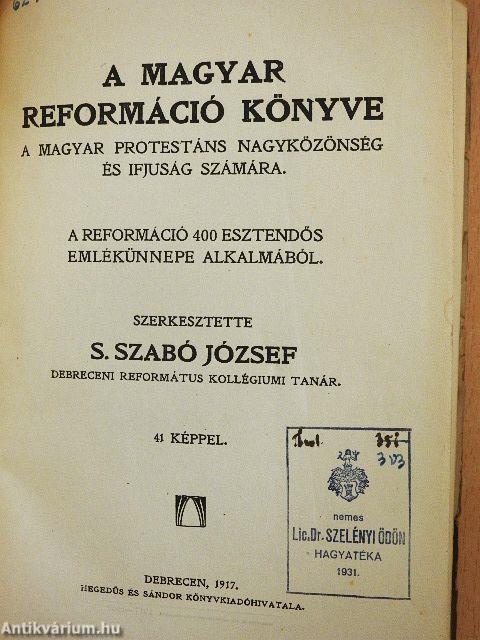 A MAGYAR
REFORMÁCIÓ KÖNYVE
A MAGYAR PROTESTÁNS NAGYKÖZÖNSÉG
ÉS IFJUSÁG SZÁMÁRA.
A REFORMÁCIÓ 400 ESZTENDŐS
EMLÉKÜNNEPE ALKALMÁBÓL.
SZERKESZTETTE
S. SZABÓ JÓZSEF
DEBRECENI REFORMÁTUS KOLLÉGIUMI TANÁR.
41 KÉPPEL.
nemes
Lic.Dr. SZELÉNYI ÖDÖN
HAGYATÉKA
1931.
DEBRECEN, 1917.
HEGEDŰS ÉS SÁNDOR KÖNYVKIADÓHIVATALA.
Antikvárium.hu